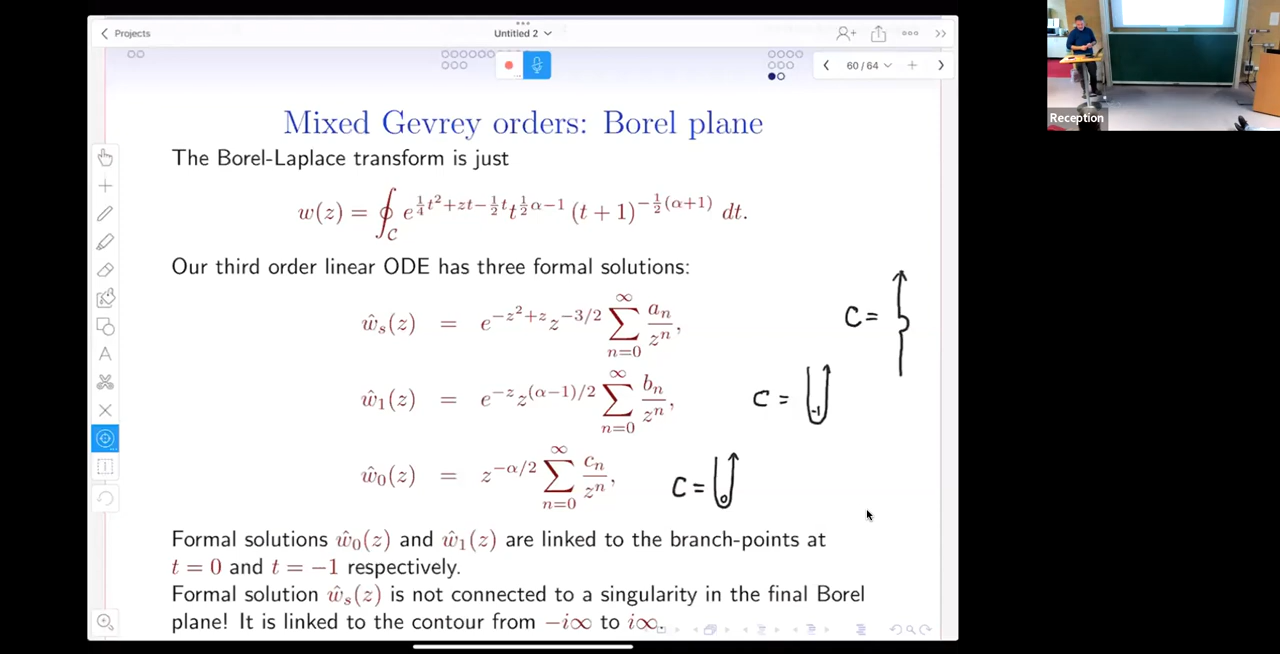 Projects
Untitled 2
60/64
Mixed Gevrey orders: Borel plane
The Borel-Laplace transform is just
w(z) = ∮_C e^{¼t²+zt−½t} t^{½α−1} (t + 1)^{−½(α+1)} dt.
Our third order linear ODE has three formal solutions:
ŵ_s(z) = e^{−z²+z} z^{−3/2} ∑_{n=0}^{∞} a_n/z^n,
C =
ŵ_1(z) = e^{−z} z^{(α−1)/2} ∑_{n=0}^{∞} b_n/z^n,
C = -1
ŵ_0(z) = z^{−α/2} ∑_{n=0}^{∞} c_n/z^n,
C = 0
Formal solutions ŵ_0(z) and ŵ_1(z) are linked to the branch-points at
t = 0 and t = −1 respectively.
Formal solution ŵ_s(z) is not connected to a singularity in the final Borel
plane! It is linked to the contour from −i∞ to i∞.
Reception